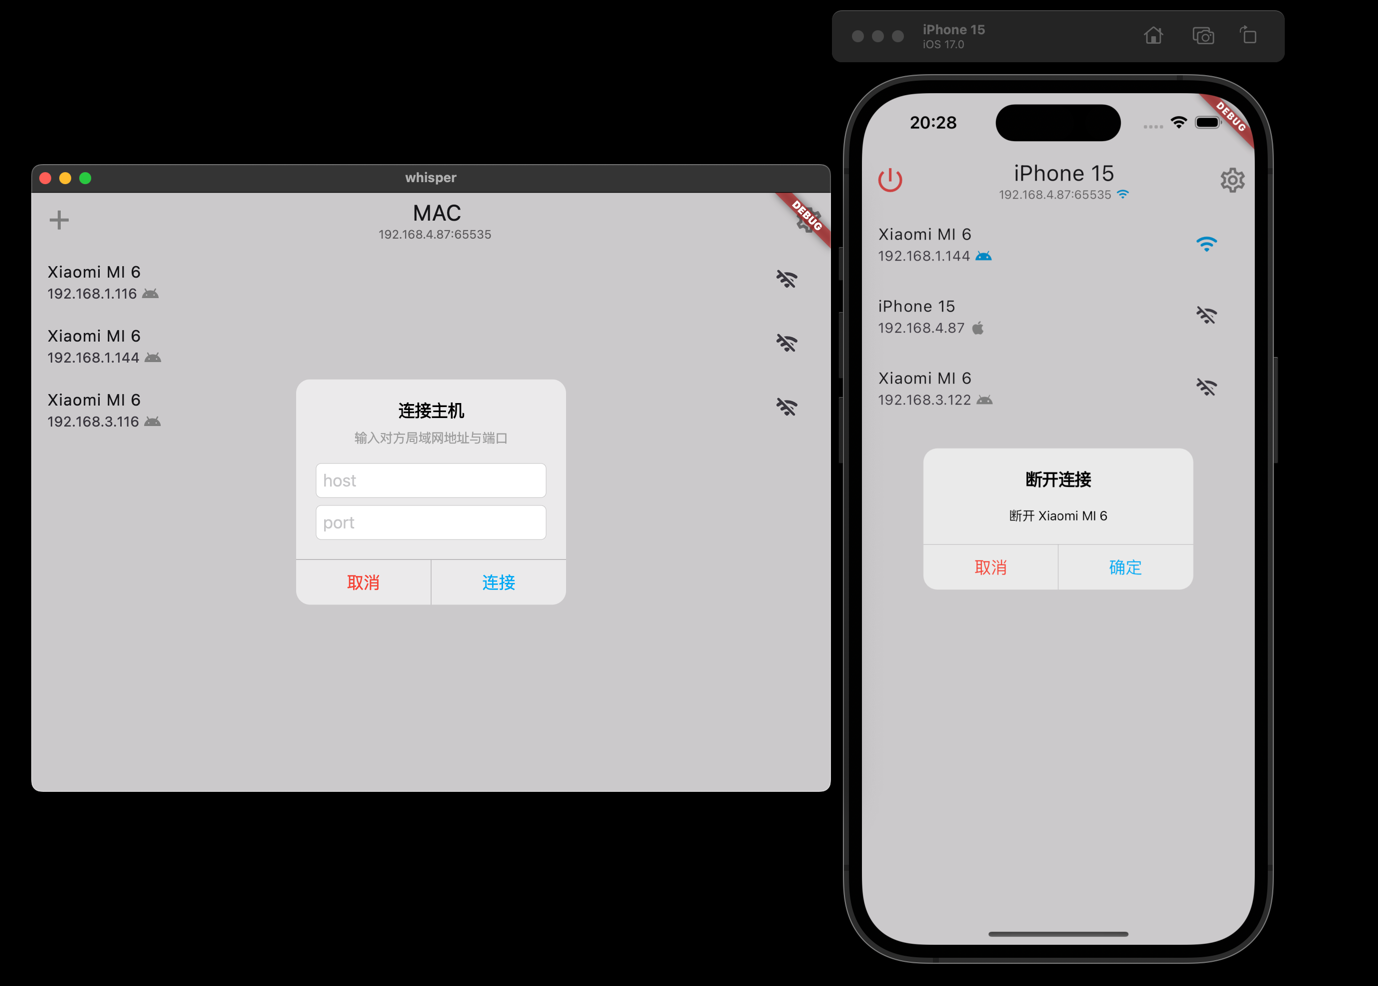 whisper
MAC
192.168.4.87:65535
DEBUG
Xiaomi MI 6
192.168.1.116
Xiaomi MI 6
192.168.1.144
Xiaomi MI 6
192.168.3.116
连接主机
输入对方局域网地址与端口
host
port
取消
连接
iPhone 15
iOS 17.0
20:28
DEBUG
iPhone 15
192.168.4.87:65535
Xiaomi MI 6
192.168.1.144
iPhone 15
192.168.4.87
Xiaomi MI 6
192.168.3.122
断开连接
断开 Xiaomi MI 6
取消
确定